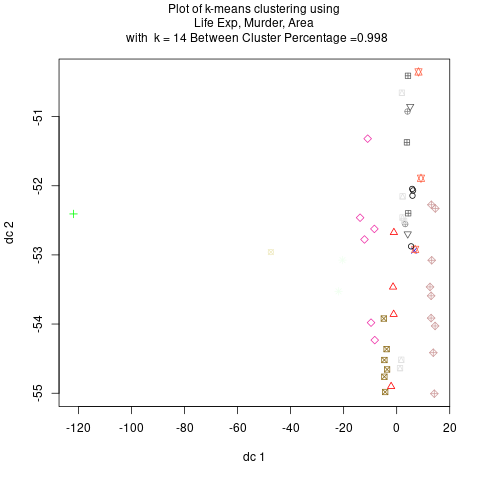 Plot of k-means clustering using
Life Exp, Murder, Area
with k = 14 Between Cluster Percentage =0.998
-51
-52
-53
-54
-55
dc 2
-120 -100 -80 -60 -40 -20 0 20
dc 1